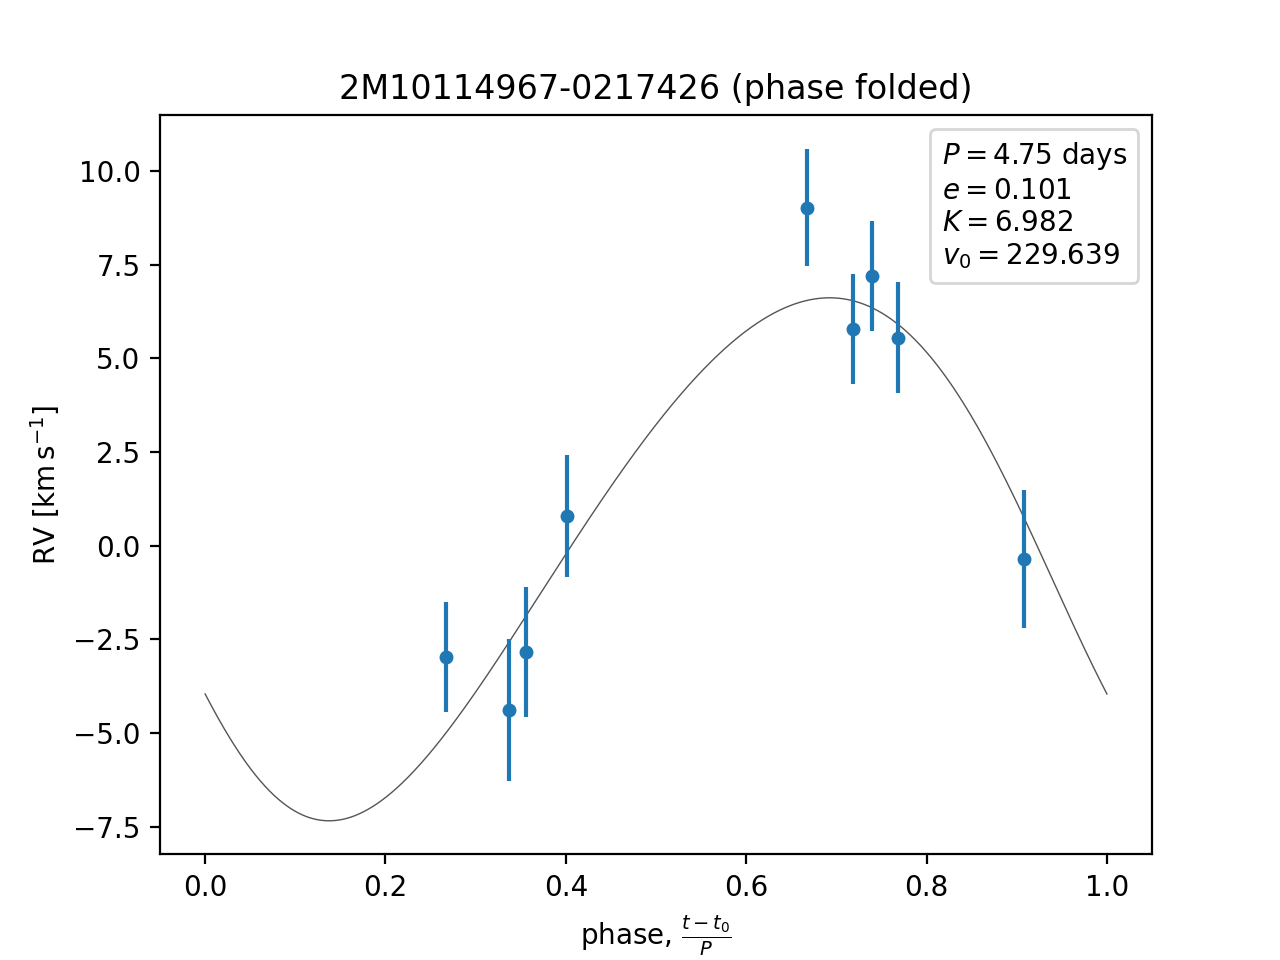 2M10114967-0217426 (phase folded)
P = 4.75 days
e = 0.101
K = 6.982
v₀ = 229.639
RV [km s⁻¹]
10.0
7.5
5.0
2.5
0.0
−2.5
−5.0
−7.5
0.0 0.2 0.4 0.6 0.8 1.0
phase, (t − t₀)/P